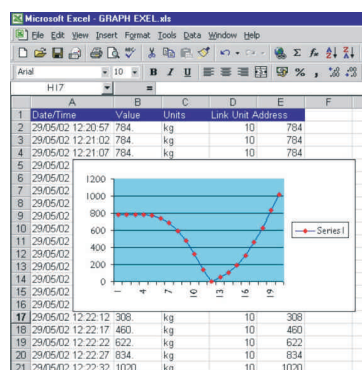 Microsoft Excel - GRAPH EXEL.xls
File Edit View Insert Format Tools Data Window Help
Arial 10 B I U
HI7 =
A B C D E F
1 Date/Time Value Units Link Unit Address
2 29/05/02 12:20:57 784. kg 10 784
3 29/05/02 12:21:02 784. kg 10 784
4 29/05/02 12:21:07 784. kg 10 784
5 29/05/02
6 29/05/02
7 29/05/02
8 29/05/02
9 29/05/02
10 29/05/02
11 29/05/02
12 29/05/02
13 29/05/02
14 29/05/02
15 29/05/02
16 29/05/02
1200
1000
800
600
400
200
0
1 4 7 10 13 16 19
Series1
17 29/05/02 12:22:12 308. kg 10 308
18 29/05/02 12:22:17 460. kg 10 460
19 29/05/02 12:22:22 622. kg 10 622
20 29/05/02 12:22:27 834. kg 10 834
21 29/05/02 12:22:32 1020. kg 10 1020